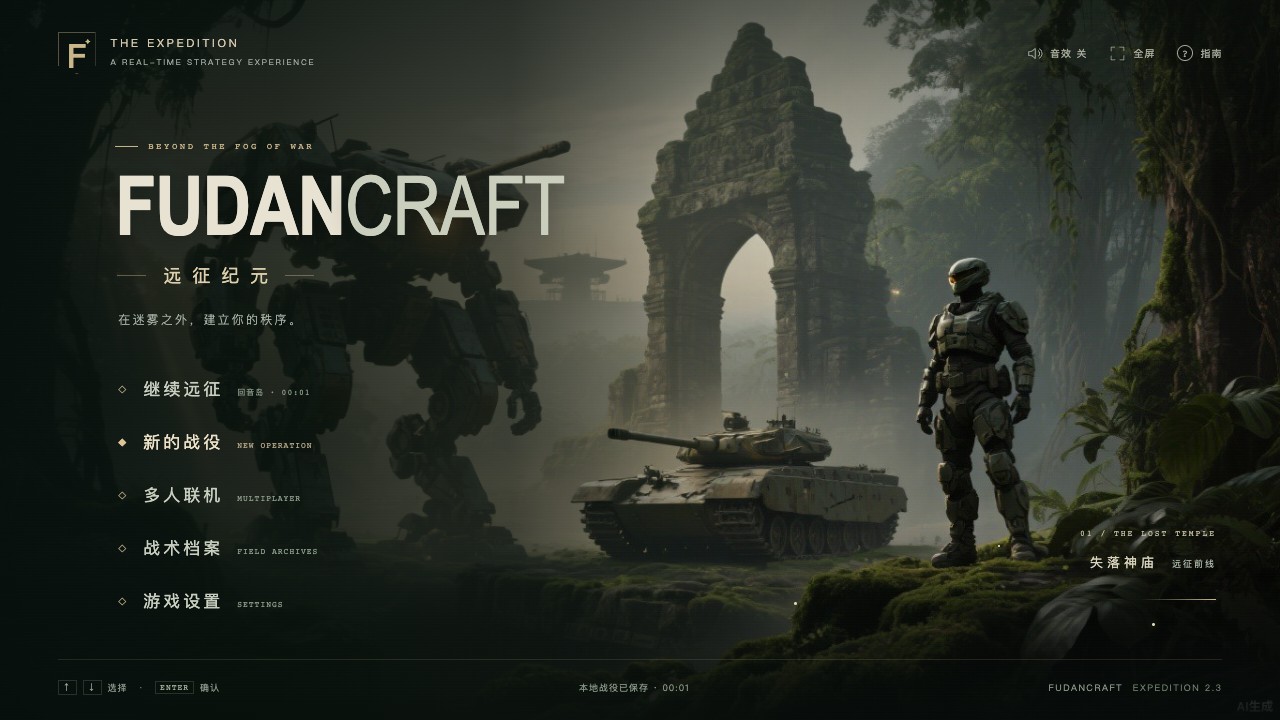 F
THE EXPEDITION
A REAL-TIME STRATEGY EXPERIENCE
音效 关
全屏
? 指南
BEYOND THE FOG OF WAR
FUDANCRAFT
远征纪元
在迷雾之外，建立你的秩序。
继续远征 回音岛 · 00:01
新的战役 NEW OPERATION
多人联机 MULTIPLAYER
战术档案 FIELD ARCHIVES
游戏设置 SETTINGS
01 / THE LOST TEMPLE
失落神庙 远征前线
↑ ↓ 选择 · ENTER 确认
本地战役已保存 · 00:01
FUDANCRAFT EXPEDITION 2.3
AI生成